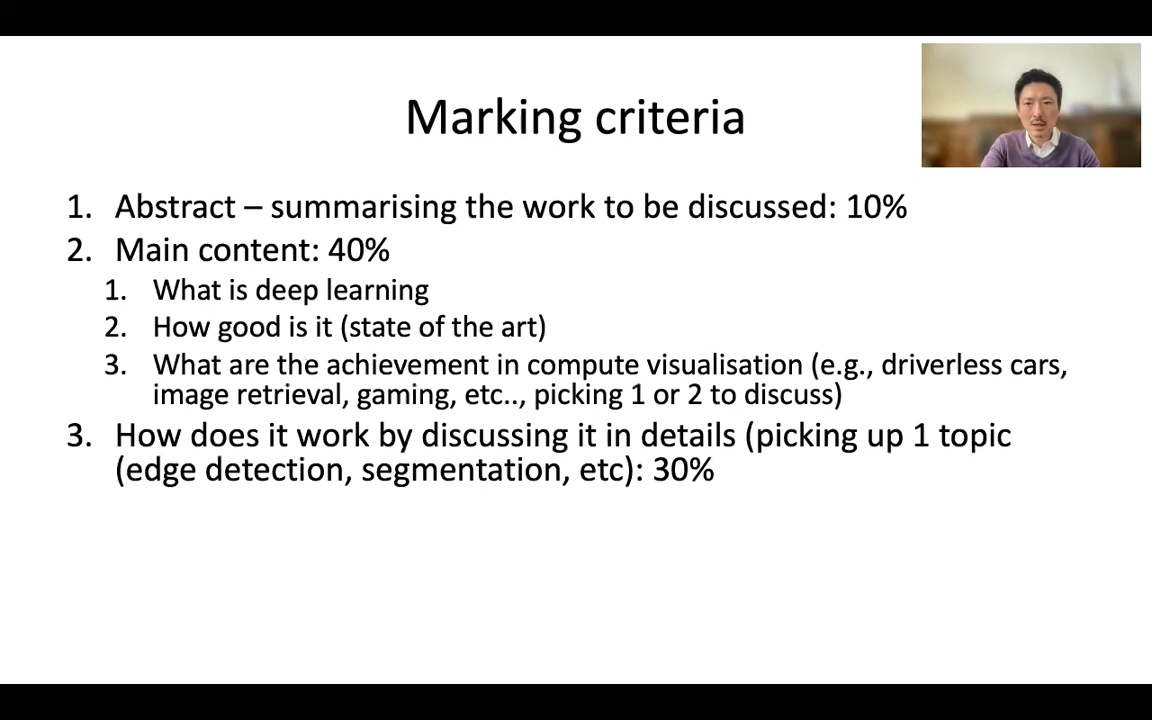 Marking criteria
1. Abstract – summarising the work to be discussed: 10%
2. Main content: 40%
1. What is deep learning
2. How good is it (state of the art)
3. What are the achievement in compute visualisation (e.g., driverless cars,
image retrieval, gaming, etc.., picking 1 or 2 to discuss)
3. How does it work by discussing it in details (picking up 1 topic
(edge detection, segmentation, etc): 30%